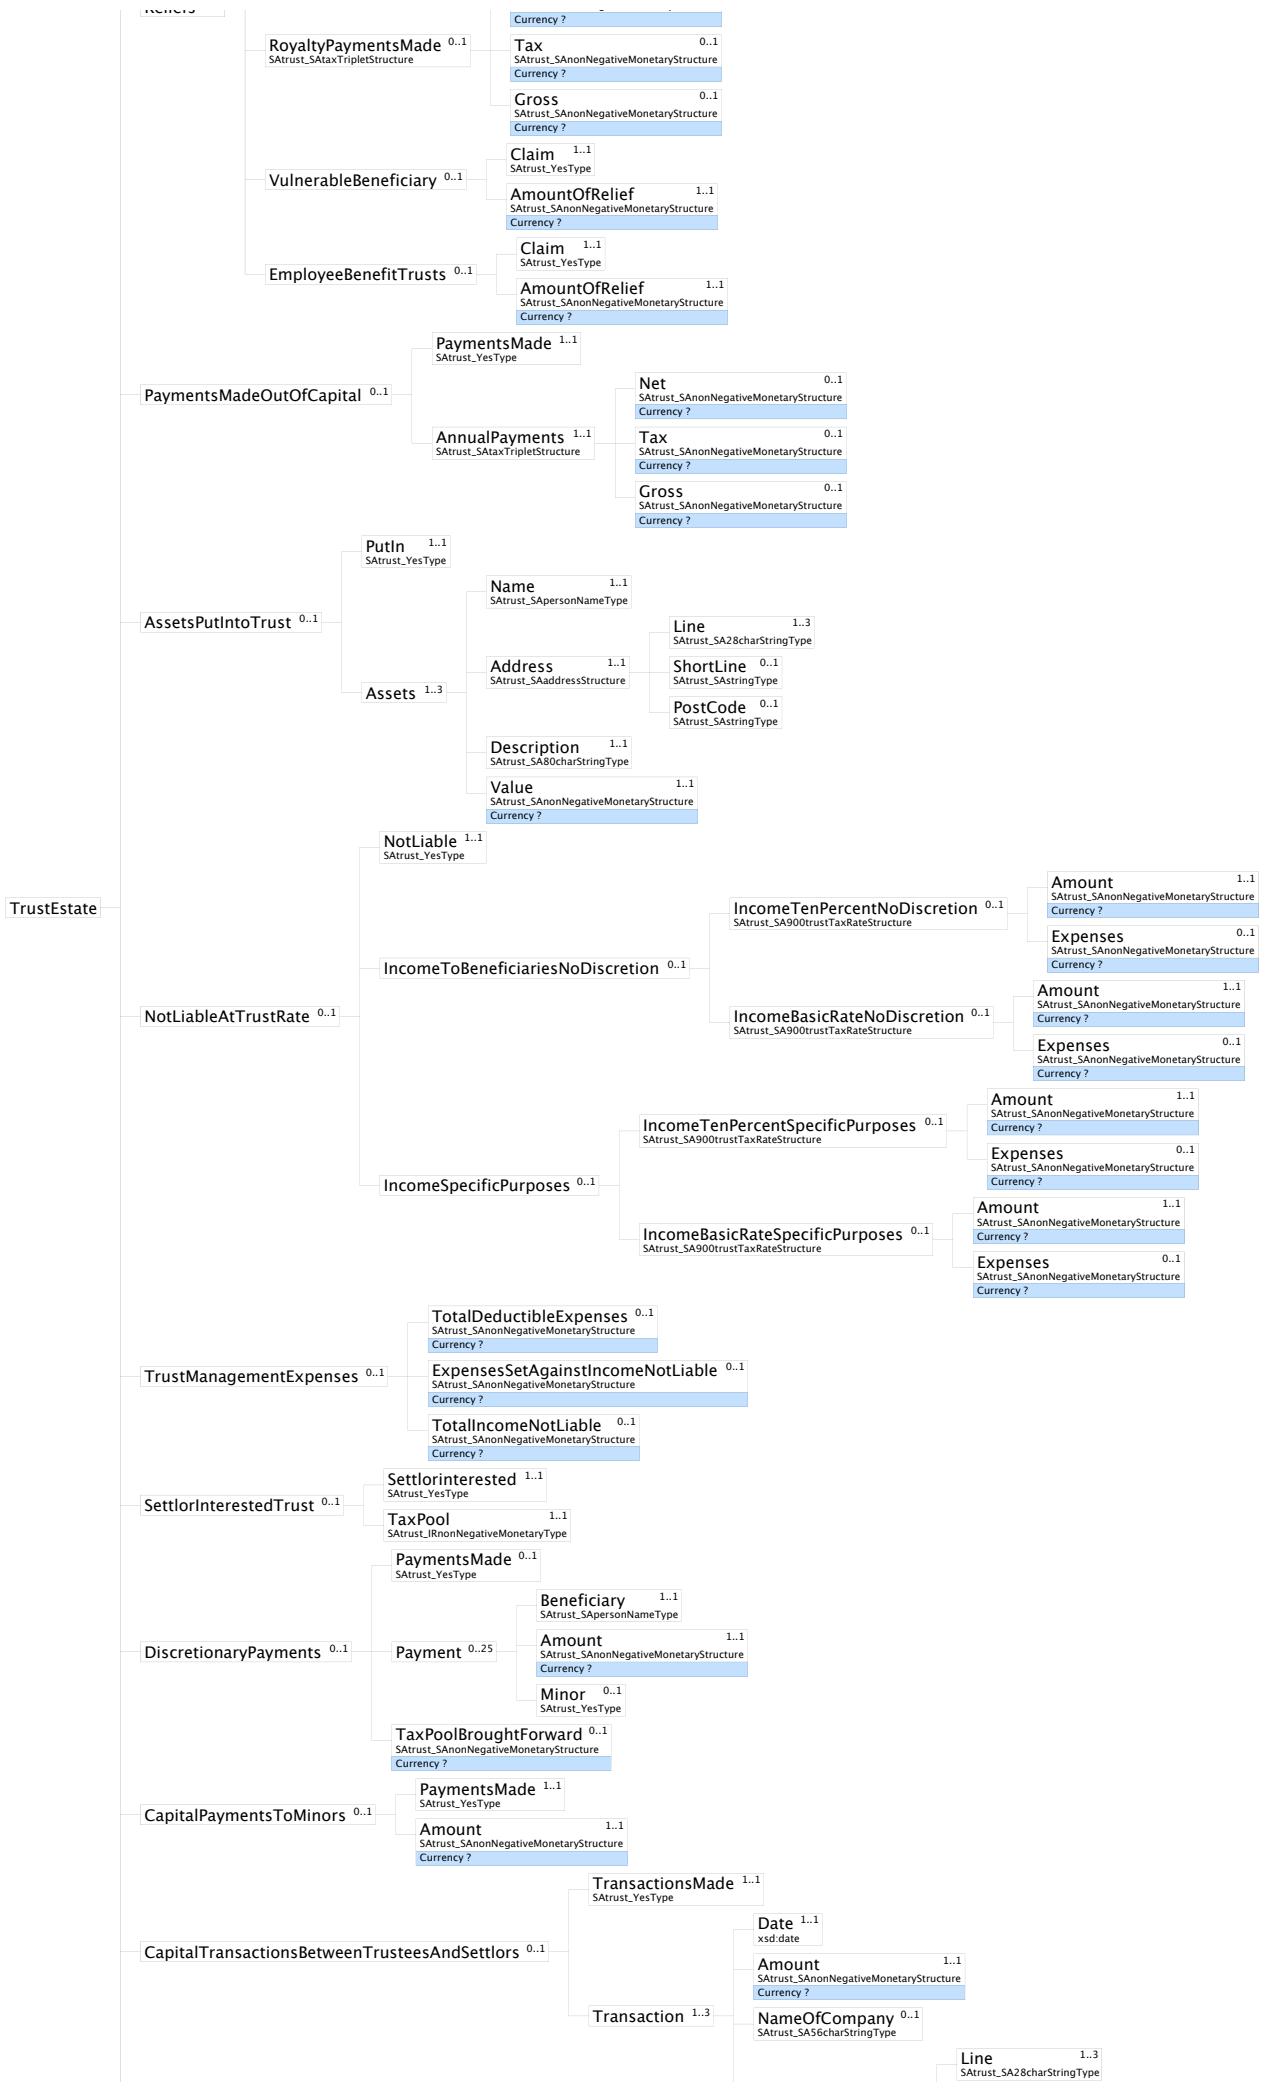 Currency ?
RoyaltyPaymentsMade 0..1
SAtrust_SAtaxTripletStructure
Tax 0..1
SAtrust_SAnonNegativeMonetaryStructure
Currency ?
Gross 0..1
SAtrust_SAnonNegativeMonetaryStructure
Currency ?
VulnerableBeneficiary 0..1
Claim 1..1
SAtrust_YesType
AmountOfRelief 1..1
SAtrust_SAnonNegativeMonetaryStructure
Currency ?
EmployeeBenefitTrusts 0..1
Claim 1..1
SAtrust_YesType
AmountOfRelief 1..1
SAtrust_SAnonNegativeMonetaryStructure
Currency ?
PaymentsMadeOutOfCapital 0..1
PaymentsMade 1..1
SAtrust_YesType
AnnualPayments 1..1
SAtrust_SAtaxTripletStructure
Net 0..1
SAtrust_SAnonNegativeMonetaryStructure
Currency ?
Tax 0..1
SAtrust_SAnonNegativeMonetaryStructure
Currency ?
Gross 0..1
SAtrust_SAnonNegativeMonetaryStructure
Currency ?
AssetsPutIntoTrust 0..1
PutIn 1..1
SAtrust_YesType
Assets 1..3
Name 1..1
SAtrust_SApersonNameType
Address 1..1
SAtrust_SAaddressStructure
Line 1..3
SAtrust_SA28charStringType
ShortLine 0..1
SAtrust_SAstringType
PostCode 0..1
SAtrust_SAstringType
Description 1..1
SAtrust_SA80charStringType
Value 1..1
SAtrust_SAnonNegativeMonetaryStructure
Currency ?
TrustEstate
NotLiableAtTrustRate 0..1
NotLiable 1..1
SAtrust_YesType
IncomeToBeneficiariesNoDiscretion 0..1
IncomeTenPercentNoDiscretion 0..1
SAtrust_SA900trustTaxRateStructure
Amount 1..1
SAtrust_SAnonNegativeMonetaryStructure
Currency ?
Expenses 0..1
SAtrust_SAnonNegativeMonetaryStructure
Currency ?
IncomeBasicRateNoDiscretion 0..1
SAtrust_SA900trustTaxRateStructure
Amount 1..1
SAtrust_SAnonNegativeMonetaryStructure
Currency ?
Expenses 0..1
SAtrust_SAnonNegativeMonetaryStructure
Currency ?
IncomeSpecificPurposes 0..1
IncomeTenPercentSpecificPurposes 0..1
SAtrust_SA900trustTaxRateStructure
Amount 1..1
SAtrust_SAnonNegativeMonetaryStructure
Currency ?
Expenses 0..1
SAtrust_SAnonNegativeMonetaryStructure
Currency ?
IncomeBasicRateSpecificPurposes 0..1
SAtrust_SA900trustTaxRateStructure
Amount 1..1
SAtrust_SAnonNegativeMonetaryStructure
Currency ?
Expenses 0..1
SAtrust_SAnonNegativeMonetaryStructure
Currency ?
TrustManagementExpenses 0..1
TotalDeductibleExpenses 0..1
SAtrust_SAnonNegativeMonetaryStructure
Currency ?
ExpensesSetAgainstIncomeNotLiable 0..1
SAtrust_SAnonNegativeMonetaryStructure
Currency ?
TotalIncomeNotLiable 0..1
SAtrust_SAnonNegativeMonetaryStructure
Currency ?
SettlorInterestedTrust 0..1
Settlorinterested 1..1
SAtrust_YesType
TaxPool 1..1
SAtrust_IRnonNegativeMonetaryType
DiscretionaryPayments 0..1
PaymentsMade 0..1
SAtrust_YesType
Payment 0..25
Beneficiary 1..1
SAtrust_SApersonNameType
Amount 1..1
SAtrust_SAnonNegativeMonetaryStructure
Currency ?
Minor 0..1
SAtrust_YesType
TaxPoolBroughtForward 0..1
SAtrust_SAnonNegativeMonetaryStructure
Currency ?
CapitalPaymentsToMinors 0..1
PaymentsMade 1..1
SAtrust_YesType
Amount 1..1
SAtrust_SAnonNegativeMonetaryStructure
Currency ?
CapitalTransactionsBetweenTrusteesAndSettlors 0..1
TransactionsMade 1..1
SAtrust_YesType
Transaction 1..3
Date 1..1
xsd:date
Amount 1..1
SAtrust_SAnonNegativeMonetaryStructure
Currency ?
NameOfCompany 0..1
SAtrust_SA56charStringType
Line 1..3
SAtrust_SA28charStringType